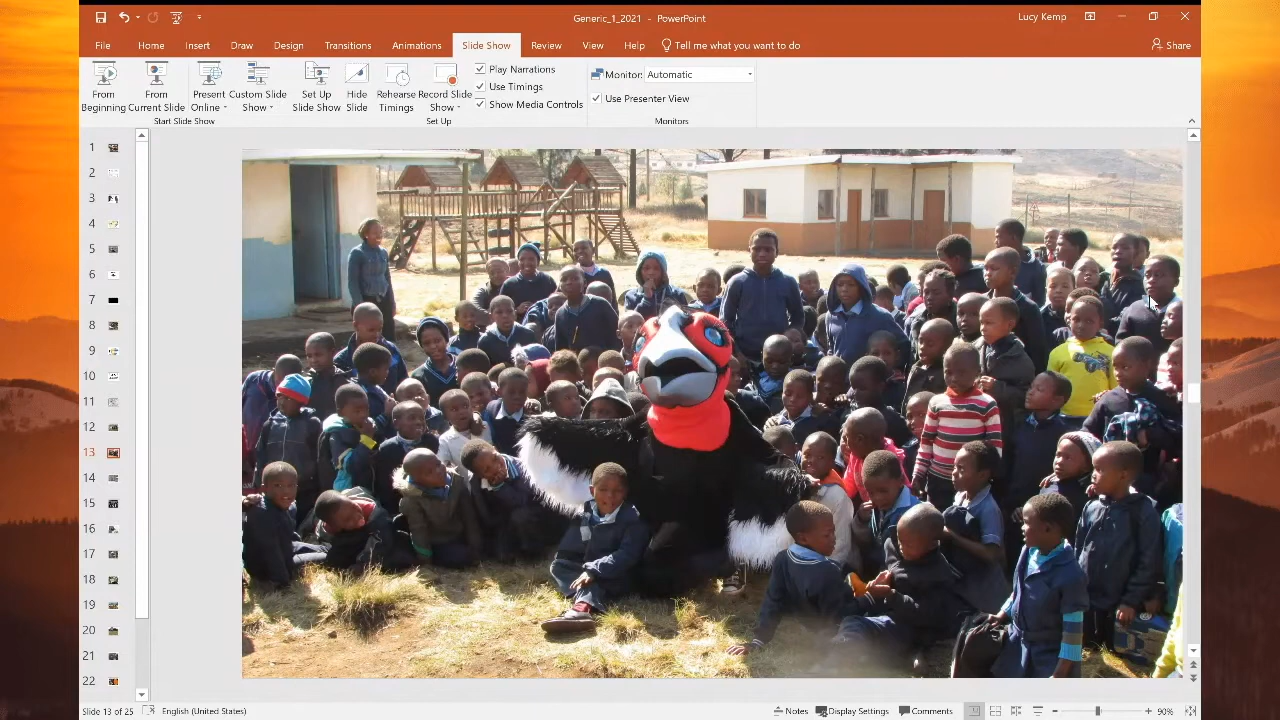 Generic_1_2021 - PowerPoint
Lucy Kemp
File Home Insert Draw Design Transitions Animations Slide Show Review View Help Tell me what you want to do Share
From Beginning
From Current Slide
Present Online
Custom Slide Show
Set Up Slide Show
Hide Slide
Rehearse Timings
Record Slide Show
Play Narrations
Use Timings
Show Media Controls
Monitor: Automatic
Use Presenter View
Start Slide Show
Set Up
Monitors
1
2
3
4
5
6
7
8
9
10
11
12
13
14
15
16
17
18
19
20
21
22
Slide 13 of 25 English (United States) Notes Display Settings Comments 90%